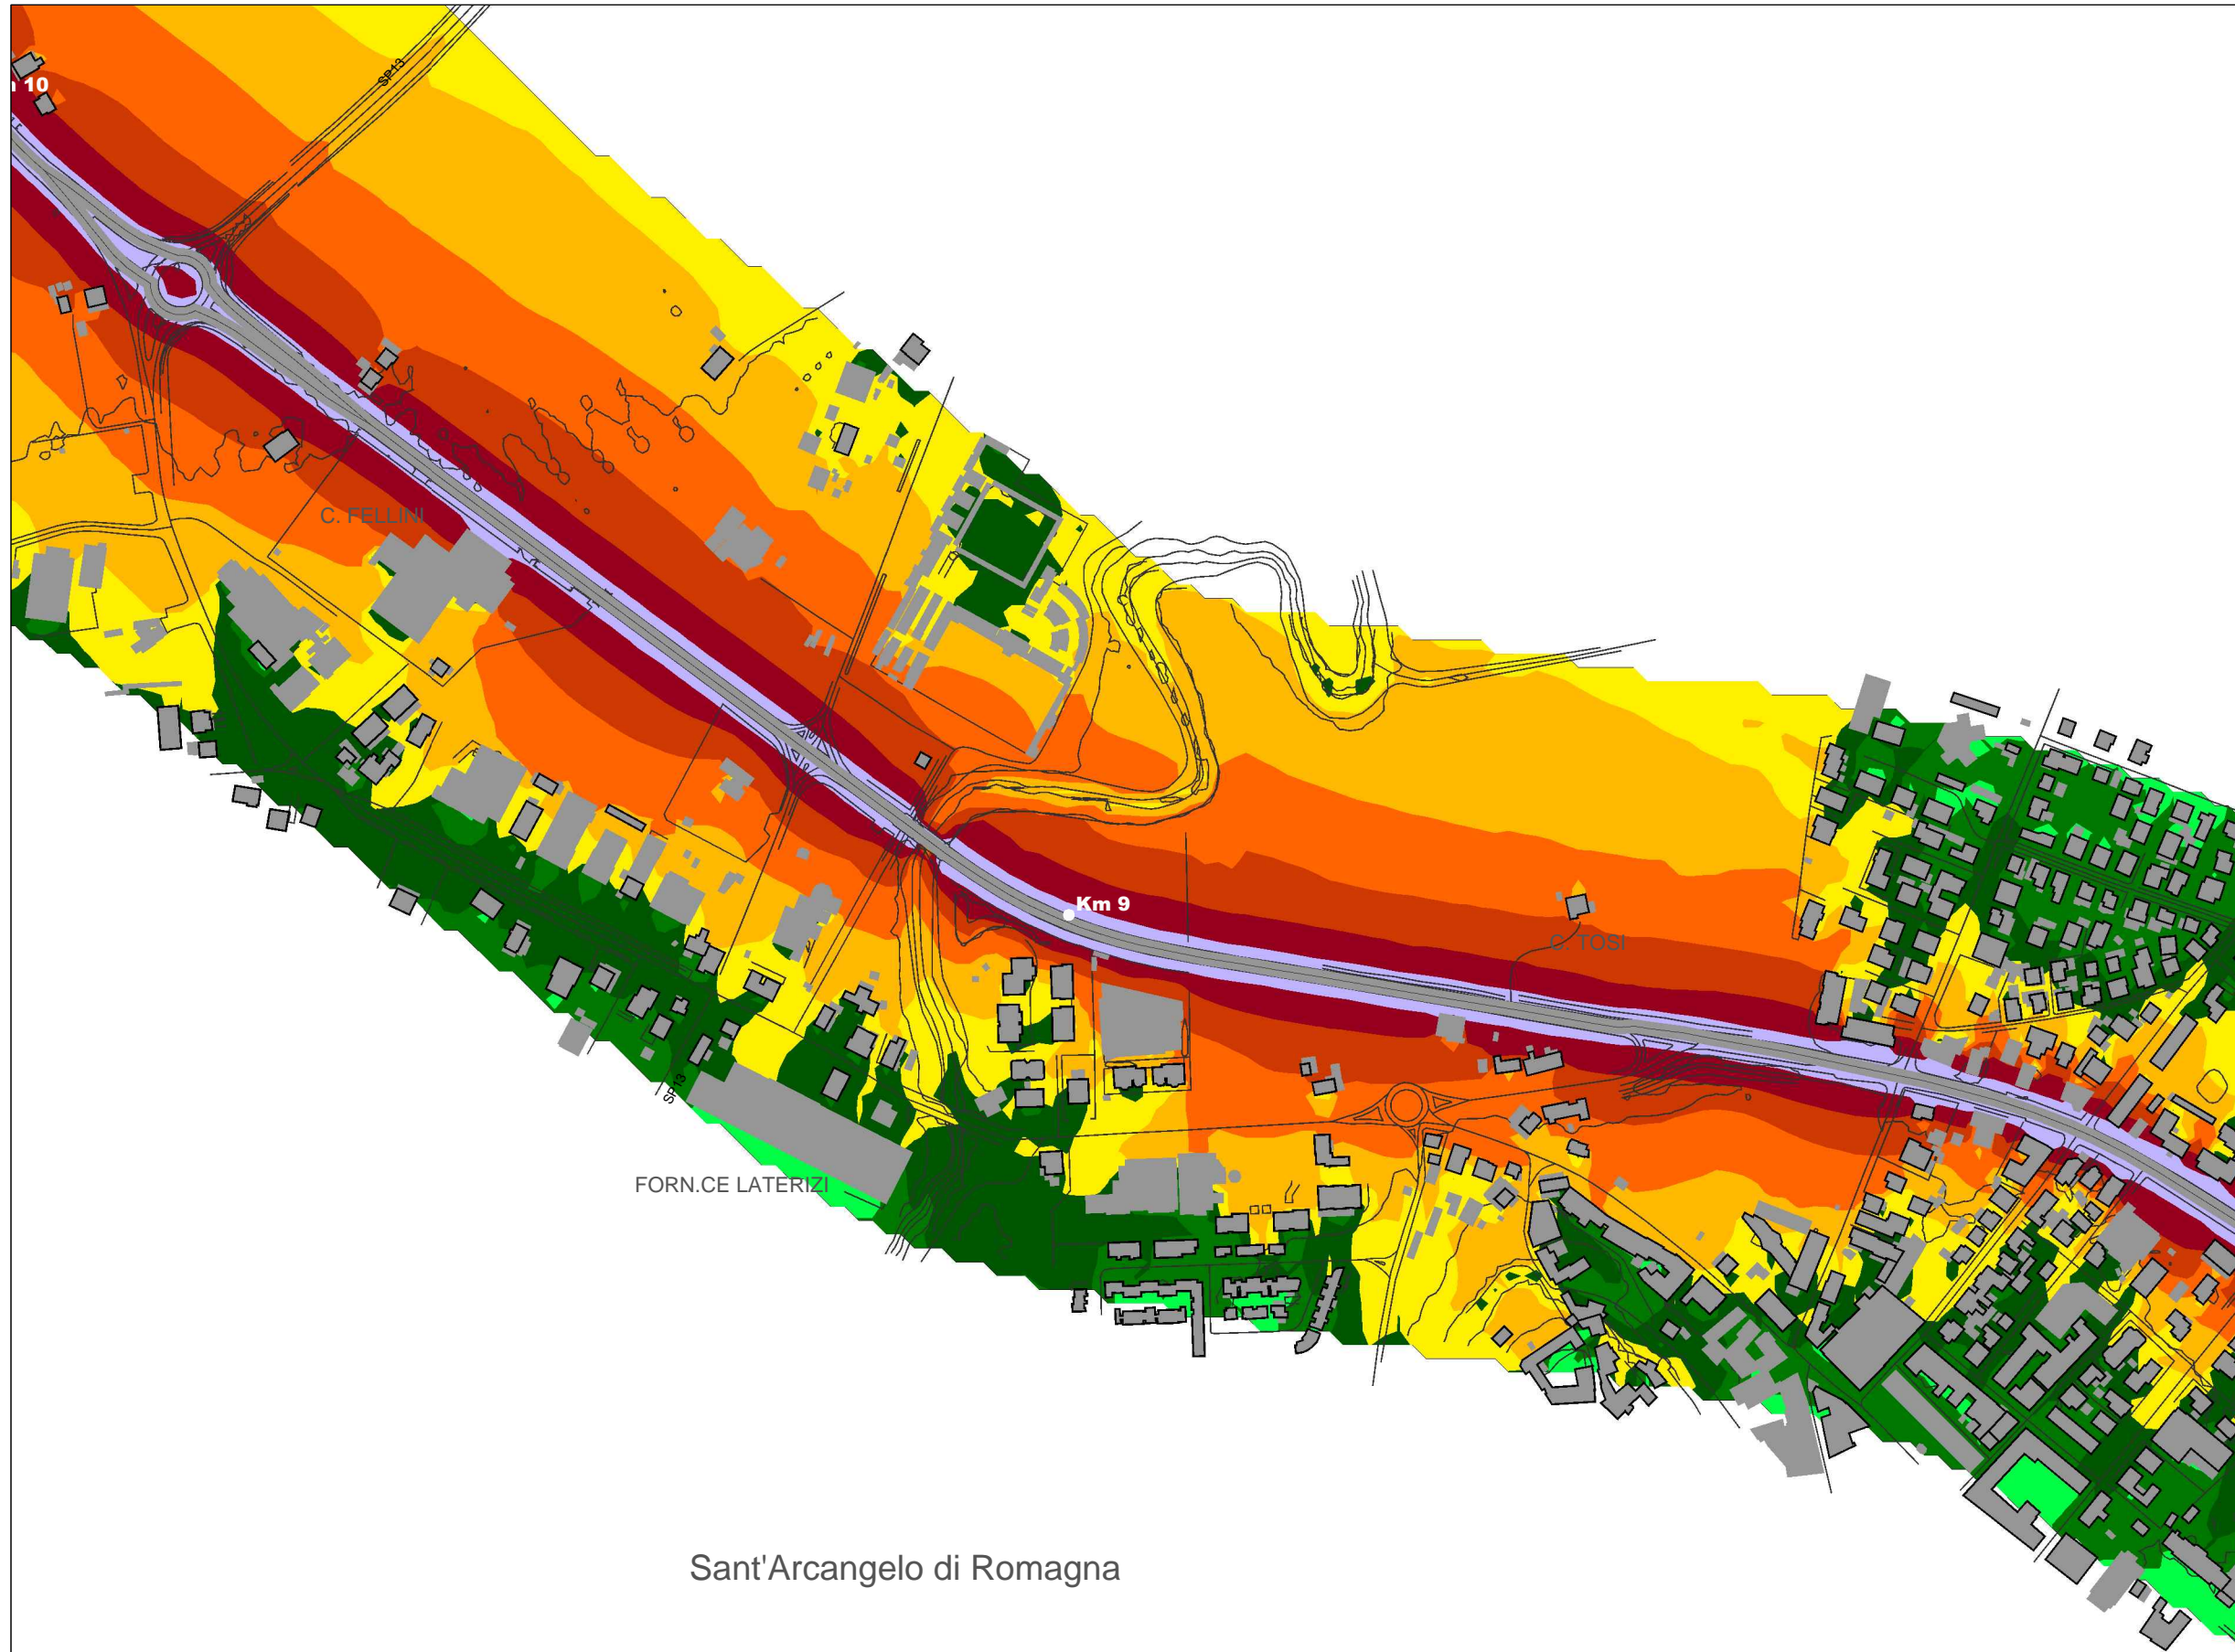 SP13
10
C. FELLINI
Km 9
C. TOSI
SP13
FORN.CE LATERIZI
Sant'Arcangelo di Romagna